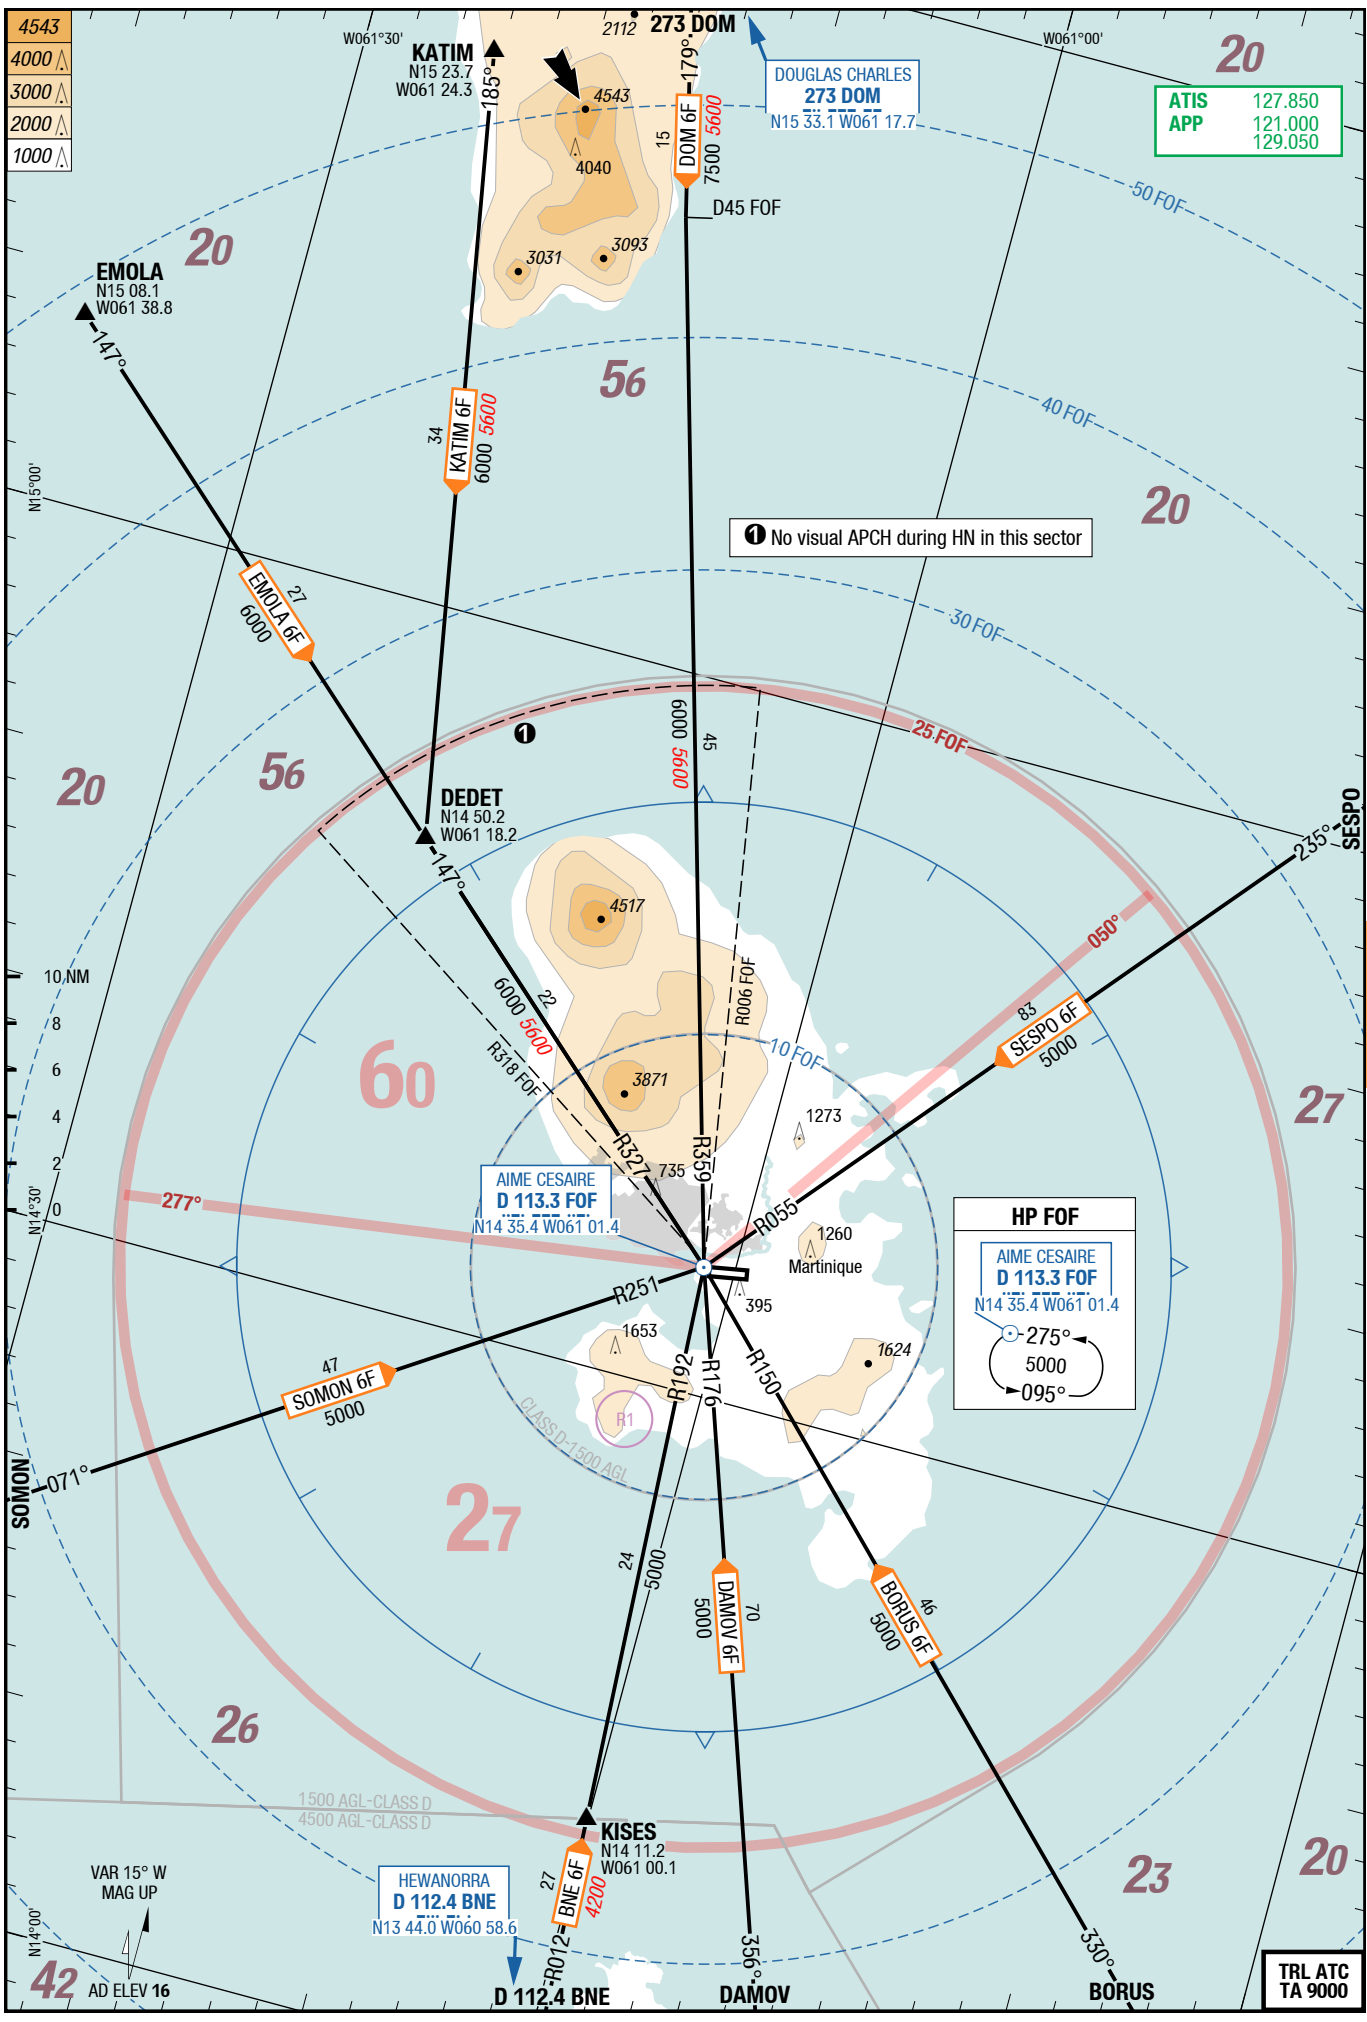 4543
4000
3000
2000
1000
W061°30'
2112
273 DOM
179°
W061°00'
20
KATIM
N15 23.7
W061 24.3
185°
4543
4040
3031
3093
DOUGLAS CHARLES
273 DOM
N15 33.1 W061 17.7
ATIS 127.850
APP 121.000
129.050
15
DOM 6F
7500 5600
D45 FOF
50 FOF
20
EMOLA
N15 08.1
W061 38.8
147°
56
34
KATIM 6F
6000 5600
40 FOF
20
N15°00'
1 No visual APCH during HN in this sector
27
EMOLA 6F
6000
30 FOF
6000 5600
45
25 FOF
1
56
20
DEDET
N14 50.2
W061 18.2
147°
SESPO
235°
4517
050°
22
6000 5600
R006 FOF
R318 FOF
10 FOF
83
SESPO 6F
5000
10 NM
8
6
4
2
0
60
3871
1273
27
R327
R359
735
R055
277°
AIME CESAIRE
D 113.3 FOF
N14 35.4 W061 01.4
N14°30'
1260
Martinique
395
HP FOF
AIME CESAIRE
D 113.3 FOF
N14 35.4 W061 01.4
275°
5000
095°
R251
1653
1624
R192
R176
R150
R1
CLASS D-1500 AGL
47
SOMON 6F
5000
071°
SOMON
27
24
5000
DAMOV 6F
70
5000
46
BORUS 6F
5000
26
1500 AGL-CLASS D
4500 AGL-CLASS D
KISES
N14 11.2
W061 00.1
27
BNE 6F
4200
R012
HEWANORRA
D 112.4 BNE
N13 44.0 W060 58.6
23
20
VAR 15° W
MAG UP
N14°00'
42
AD ELEV 16
D 112.4 BNE
356°
DAMOV
330°
BORUS
TRL ATC
TA 9000